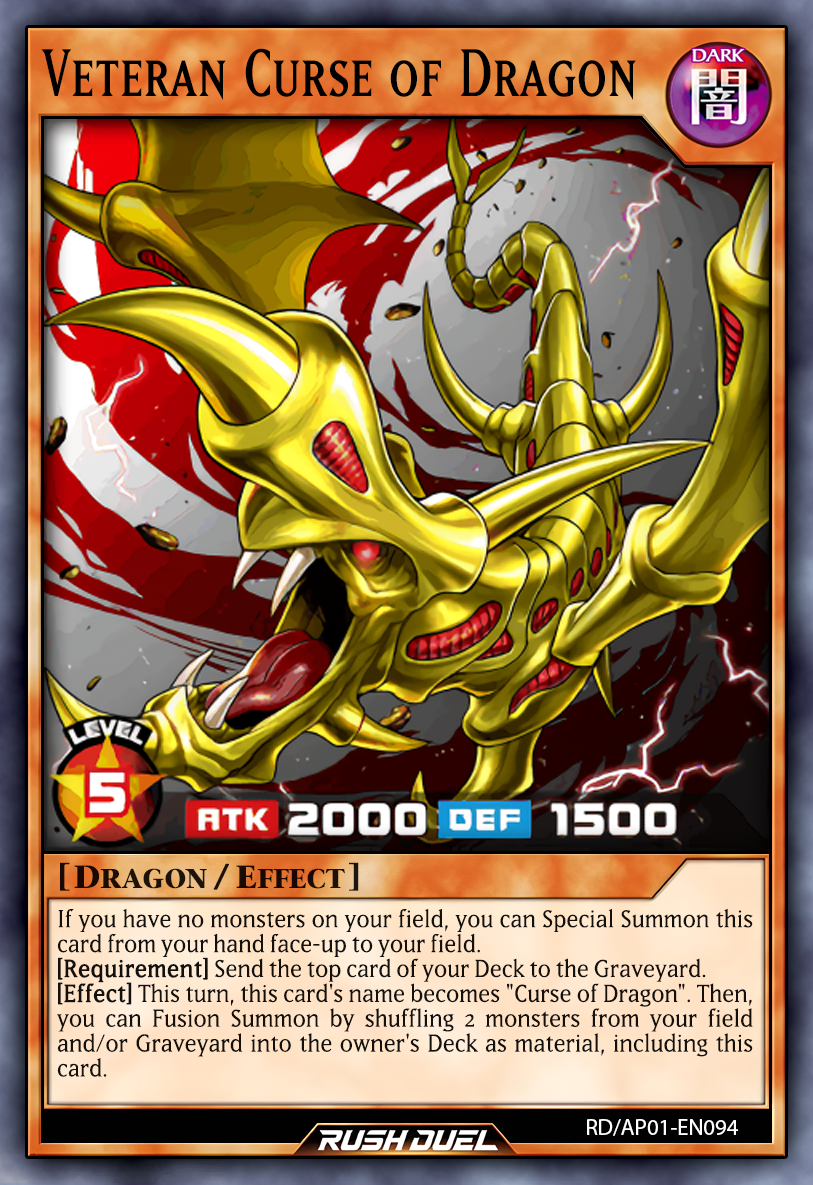 VETERAN CURSE OF DRAGON
DARK
闇
LEVEL
5
ATK 2000 DEF 1500
[DRAGON / EFFECT]
If you have no monsters on your field, you can Special Summon this
card from your hand face-up to your field.
[Requirement] Send the top card of your Deck to the Graveyard.
[Effect] This turn, this card's name becomes "Curse of Dragon". Then,
you can Fusion Summon by shuffling 2 monsters from your field
and/or Graveyard into the owner's Deck as material, including this
card.
RD/AP01-EN094
RUSH DUEL